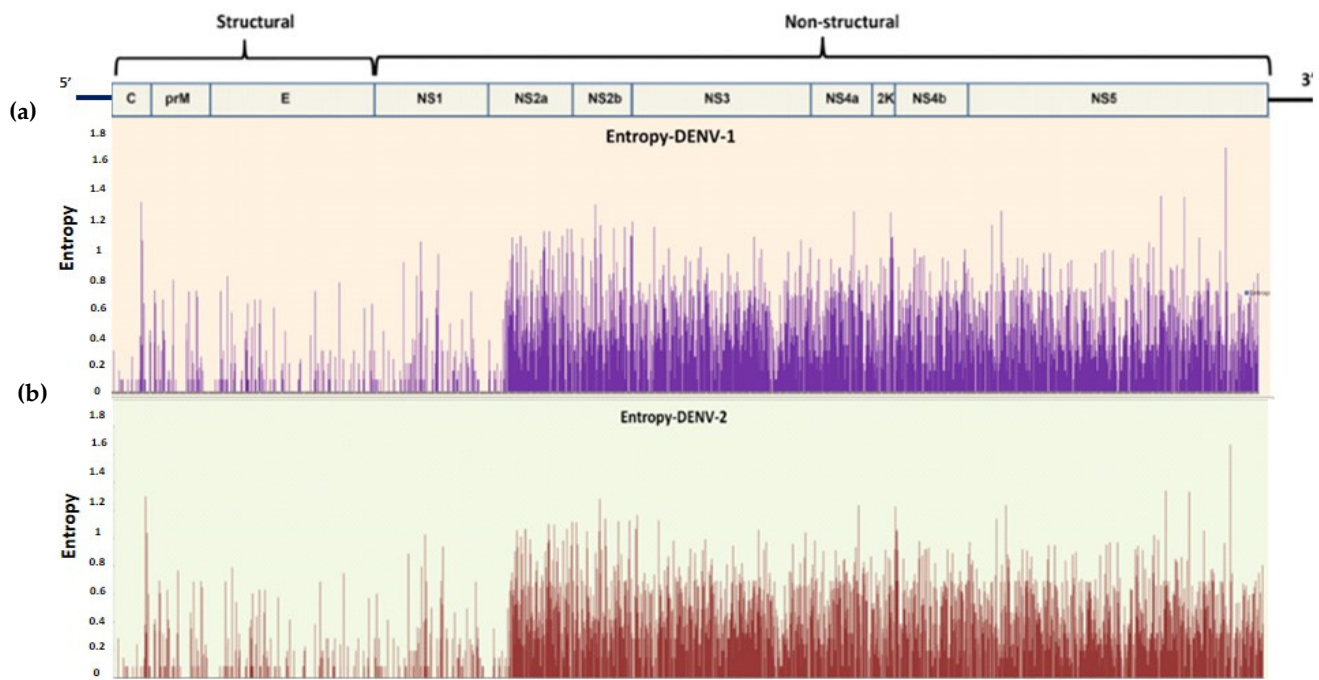 Structural Non-structural
5′ 3′
C prM E NS1 NS2a NS2b NS3 NS4a 2K NS4b NS5
(a)
Entropy-DENV-1
1.8
1.6
1.4
1.2
1
0.8
0.6
0.4
0.2
0
Entropy
(b)
Entropy-DENV-2
1.8
1.6
1.4
1.2
1
0.8
0.6
0.4
0.2
0
Entropy